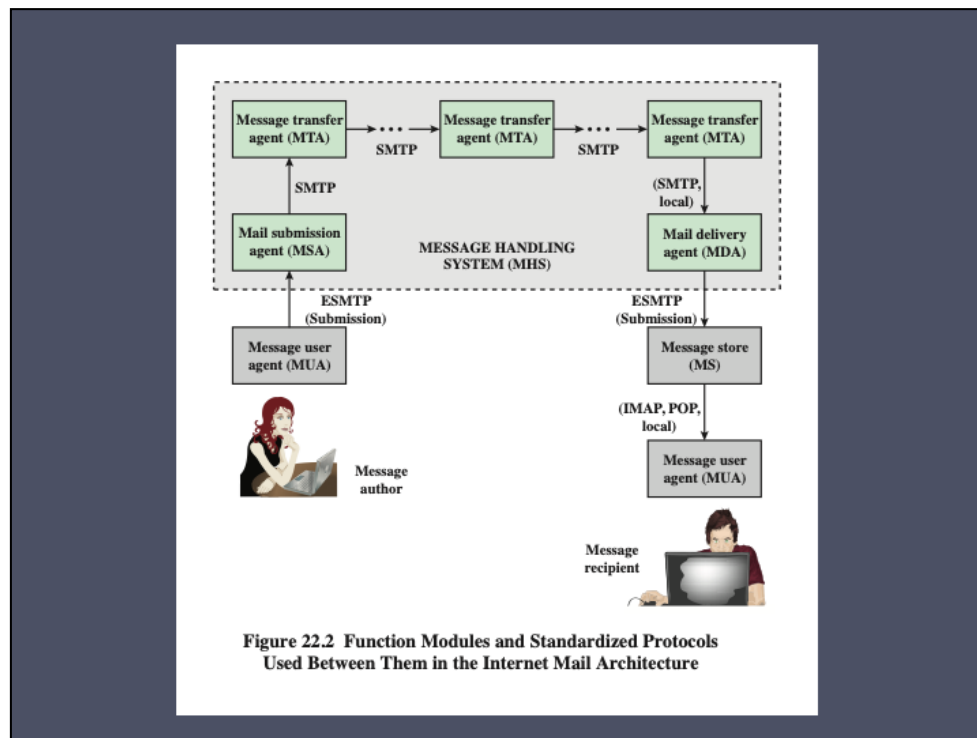 Message transfer
agent (MTA)
SMTP
Message transfer
agent (MTA)
SMTP
Message transfer
agent (MTA)
SMTP
(SMTP,
local)
Mail submission
agent (MSA)
MESSAGE HANDLING
SYSTEM (MHS)
Mail delivery
agent (MDA)
ESMTP
(Submission)
ESMTP
(Submission)
Message user
agent (MUA)
Message store
(MS)
(IMAP, POP,
local)
Message
author
Message user
agent (MUA)
Message
recipient
Figure 22.2 Function Modules and Standardized Protocols
Used Between Them in the Internet Mail Architecture